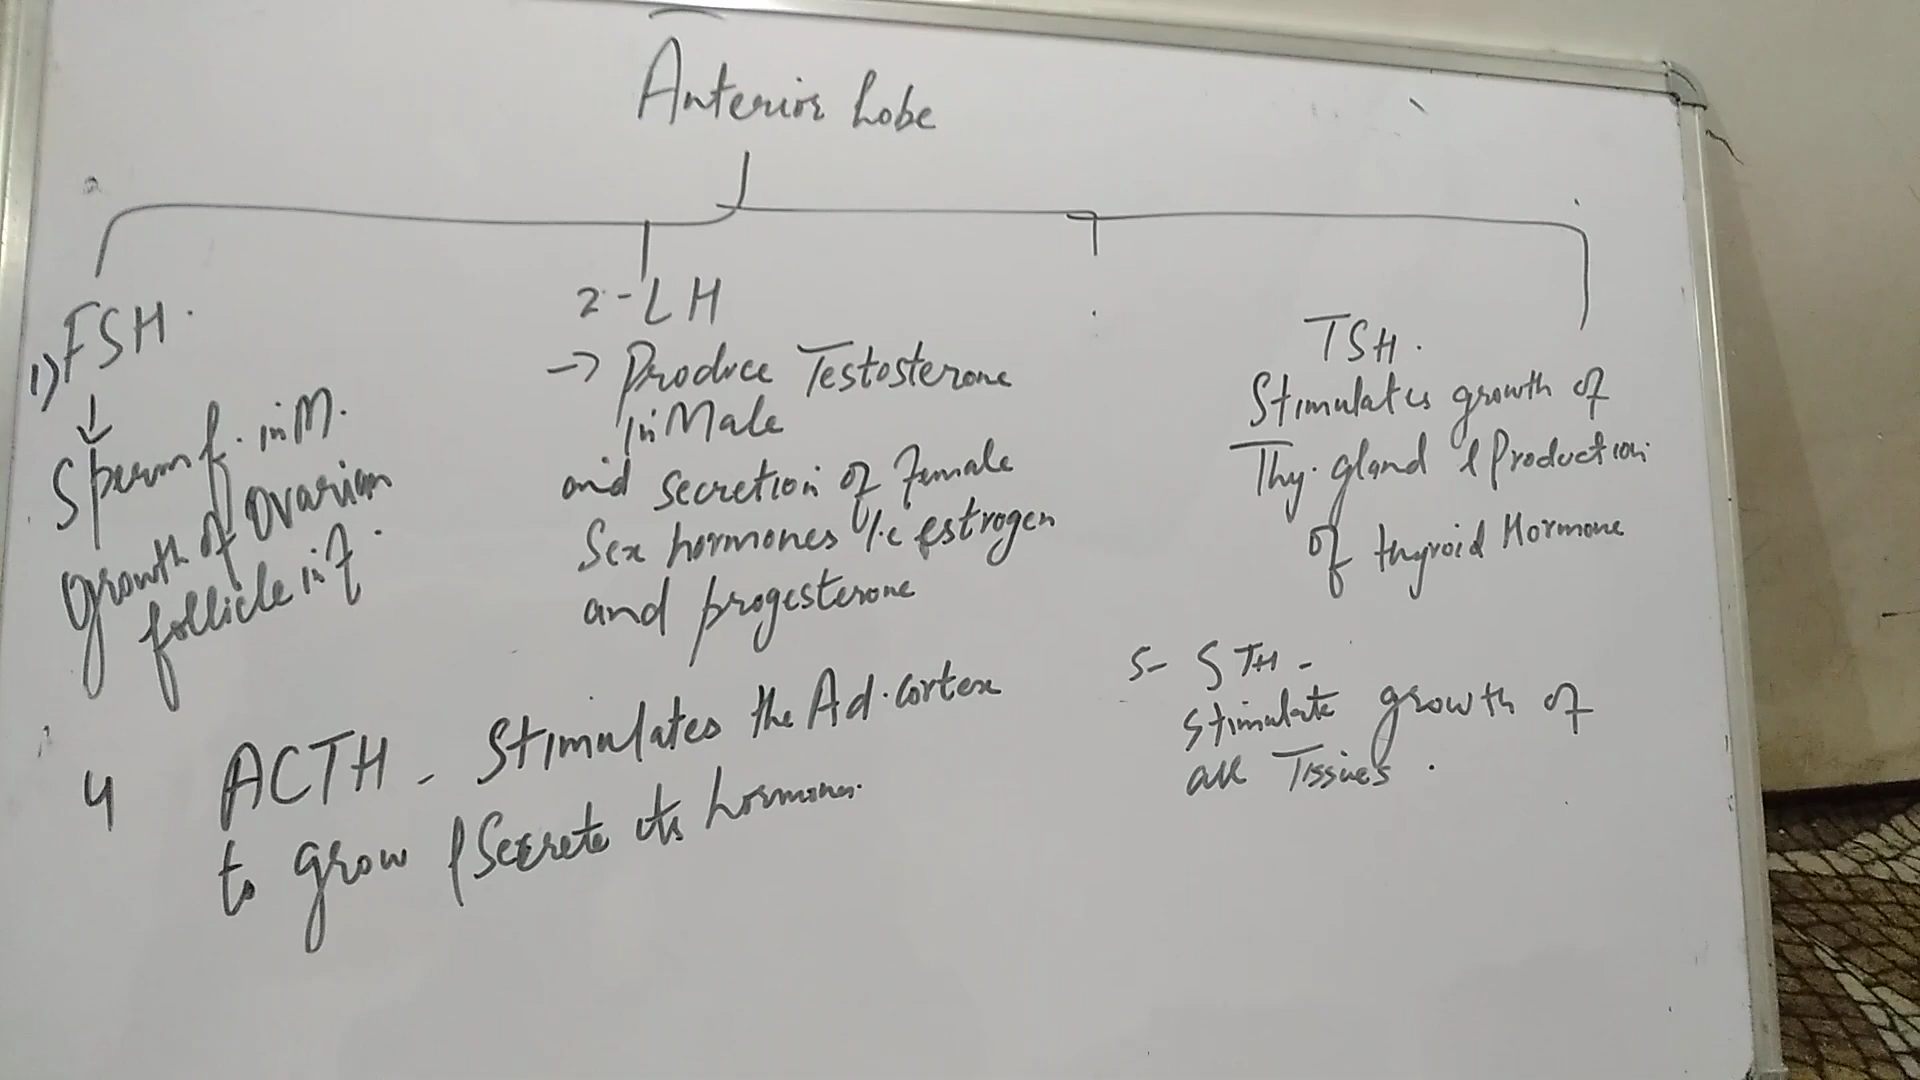 Anterior Lobe
1) FSH.
↓
Sperm f. in M.
growth of ovarian
follicle in f.
2- LH
→ Produce Testosterone
in Male
and secretion of female
Sex hormones i.e estrogen
and progesterone
TSH.
Stimulates growth of
Thy. gland & Production
of thyroid Hormone
4 ACTH - Stimulates the Ad. cortex
to grow & Secrete its hormones.
5- STH -
Stimulate growth of
all Tissues.